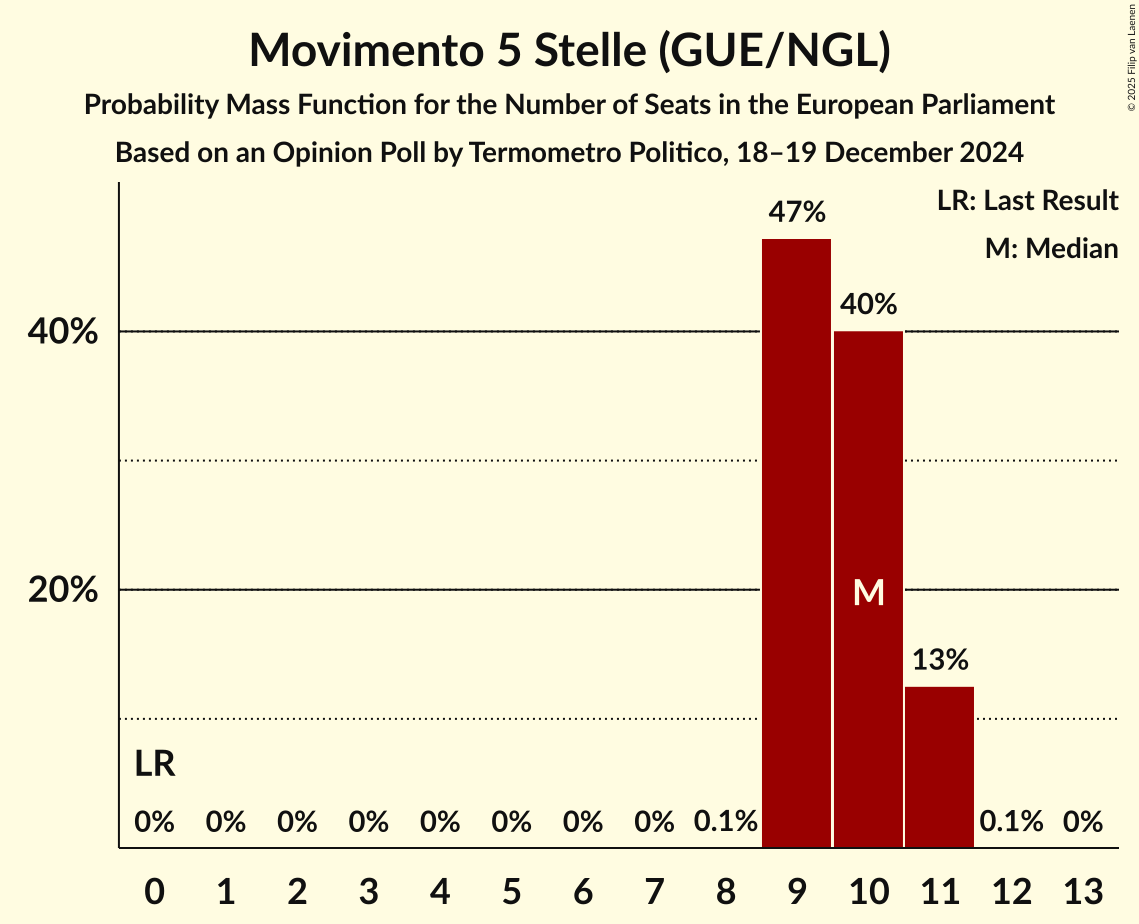 © 2025 Filip van Laenen
Movimento 5 Stelle (GUE/NGL)
Probability Mass Function for the Number of Seats in the European Parliament
Based on an Opinion Poll by Termometro Politico, 18–19 December 2024
LR: Last Result
M: Median
47%
40%
40%
20%
M
13%
LR
0% 0% 0% 0% 0% 0% 0% 0% 0.1% 0.1% 0%
0 1 2 3 4 5 6 7 8 9 10 11 12 13